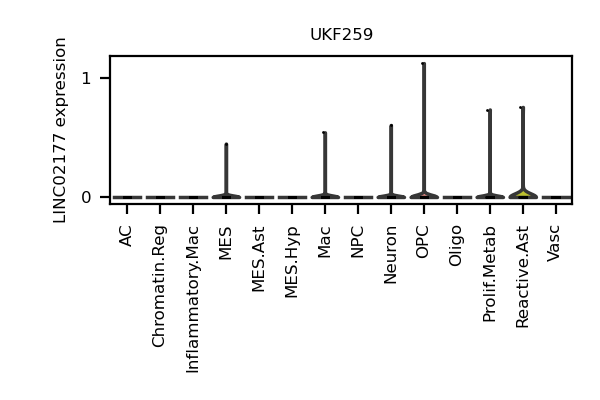 UKF259
LINC02177 expression
1
0
AC
Chromatin.Reg
Inflammatory.Mac
MES
MES.Ast
MES.Hyp
Mac
NPC
Neuron
OPC
Oligo
Prolif.Metab
Reactive.Ast
Vasc